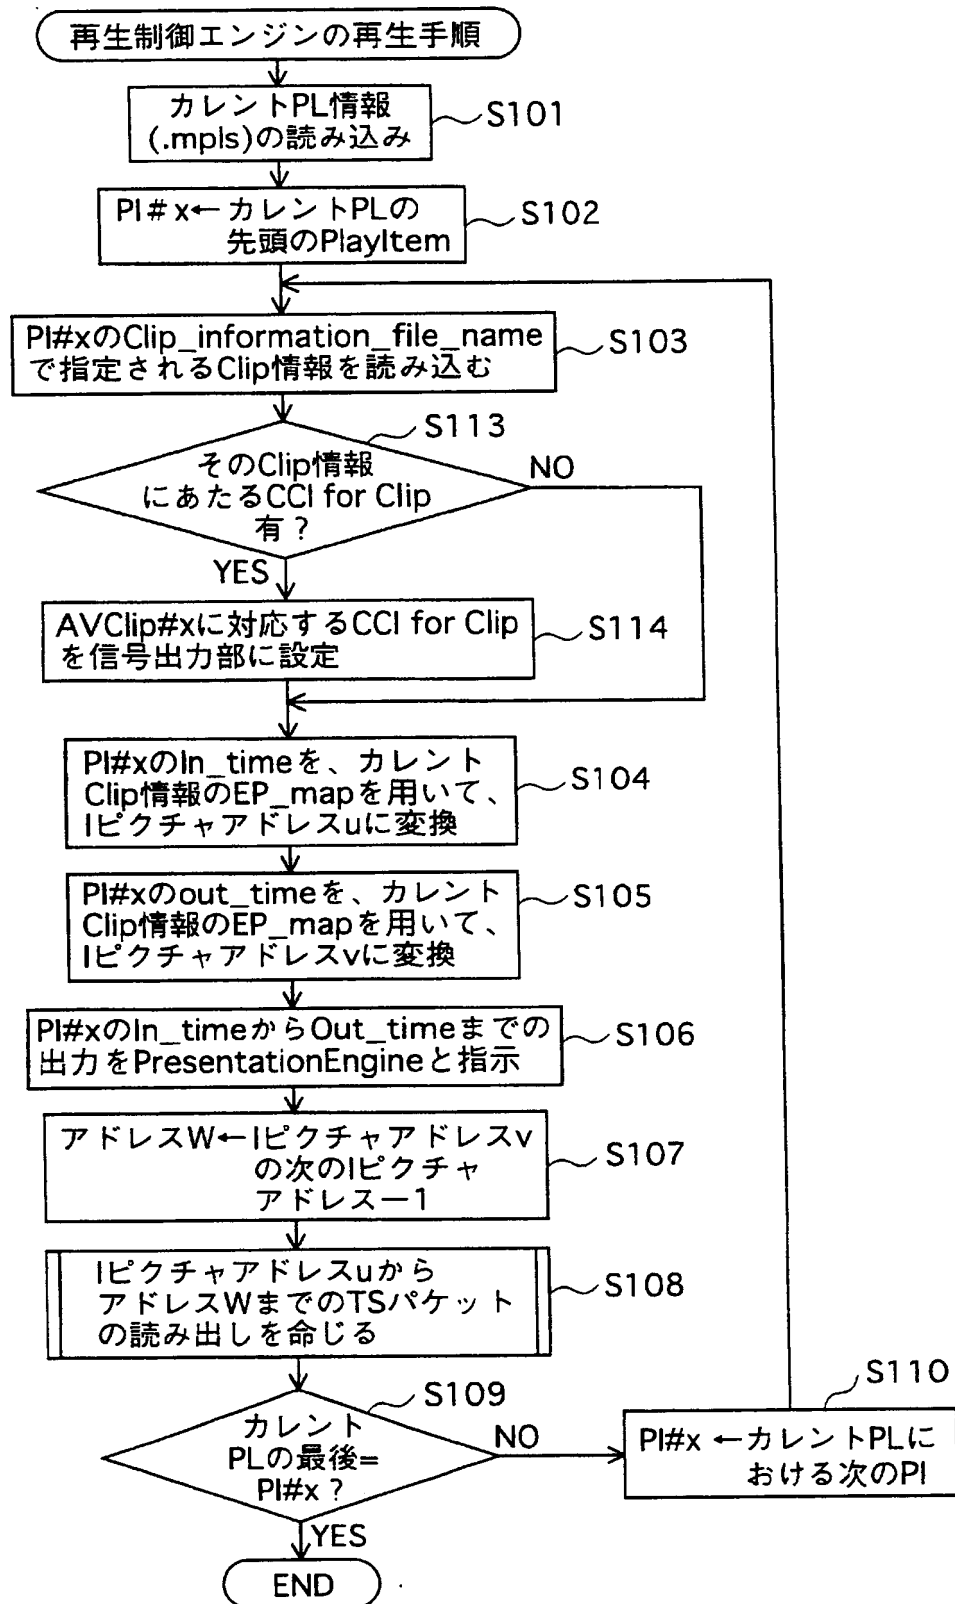 再生制御エンジンの再生手順
カレントPL情報
(.mpls)の読み込み
S101
PI#x←カレントPLの
先頭のPlayItem
S102
PI#xのClip_information_file_name
で指定されるClip情報を読み込む
S103
S113
そのClip情報
にあたるCCI for Clip
有？
NO
YES
AVClip#xに対応するCCI for Clip
を信号出力部に設定
S114
PI#xのIn_timeを、カレント
Clip情報のEP_mapを用いて、
Iピクチャアドレスuに変換
S104
PI#xのout_timeを、カレント
Clip情報のEP_mapを用いて、
Iピクチャアドレスvに変換
S105
PI#xのIn_timeからOut_timeまでの
出力をPresentationEngineと指示
S106
アドレスW←Iピクチャアドレスv
の次のIピクチャ
アドレスー1
S107
Iピクチャアドレスuから
アドレスWまでのTSパケット
の読み出しを命じる
S108
S109
カレント
PLの最後=
PI#x？
NO
S110
PI#x ←カレントPLに
おける次のPI
YES
END